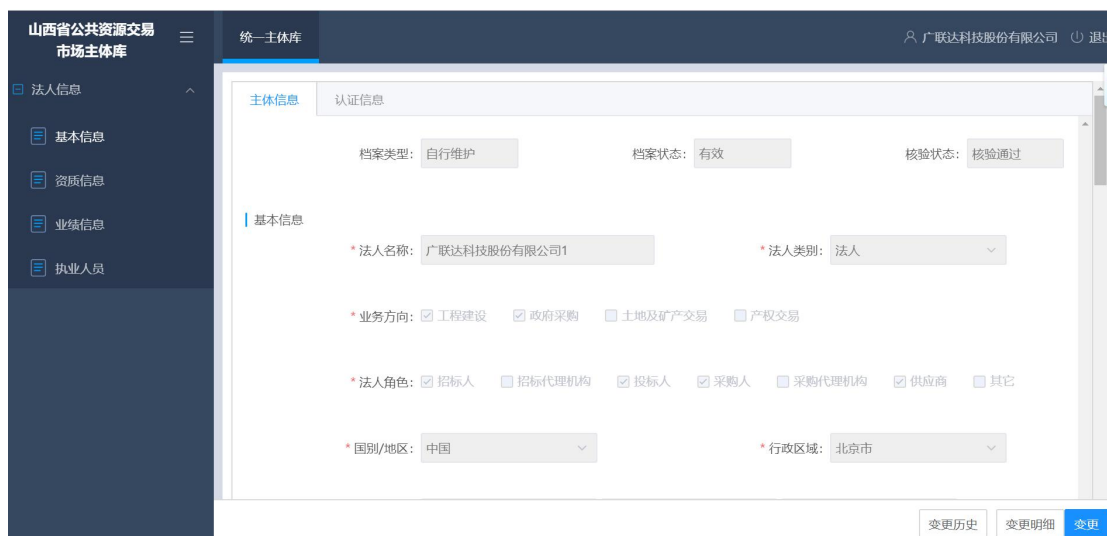 山西省公共资源交易
市场主体库
统一主体库
广联达科技股份有限公司
法人信息
基本信息
资质信息
业绩信息
执业人员
主体信息 认证信息
档案类型: 自行维护 档案状态: 有效 核验状态: 核验通过
基本信息
* 法人名称: 广联达科技股份有限公司1 * 法人类别: 法人
* 业务方向: 工程建设 政府采购 土地及矿产交易 产权交易
* 法人角色: 招标人 招标代理机构 投标人 采购人 采购代理机构 供应商 其它
* 国别/地区: 中国 * 行政区域: 北京市
变更历史 变更明细 变更